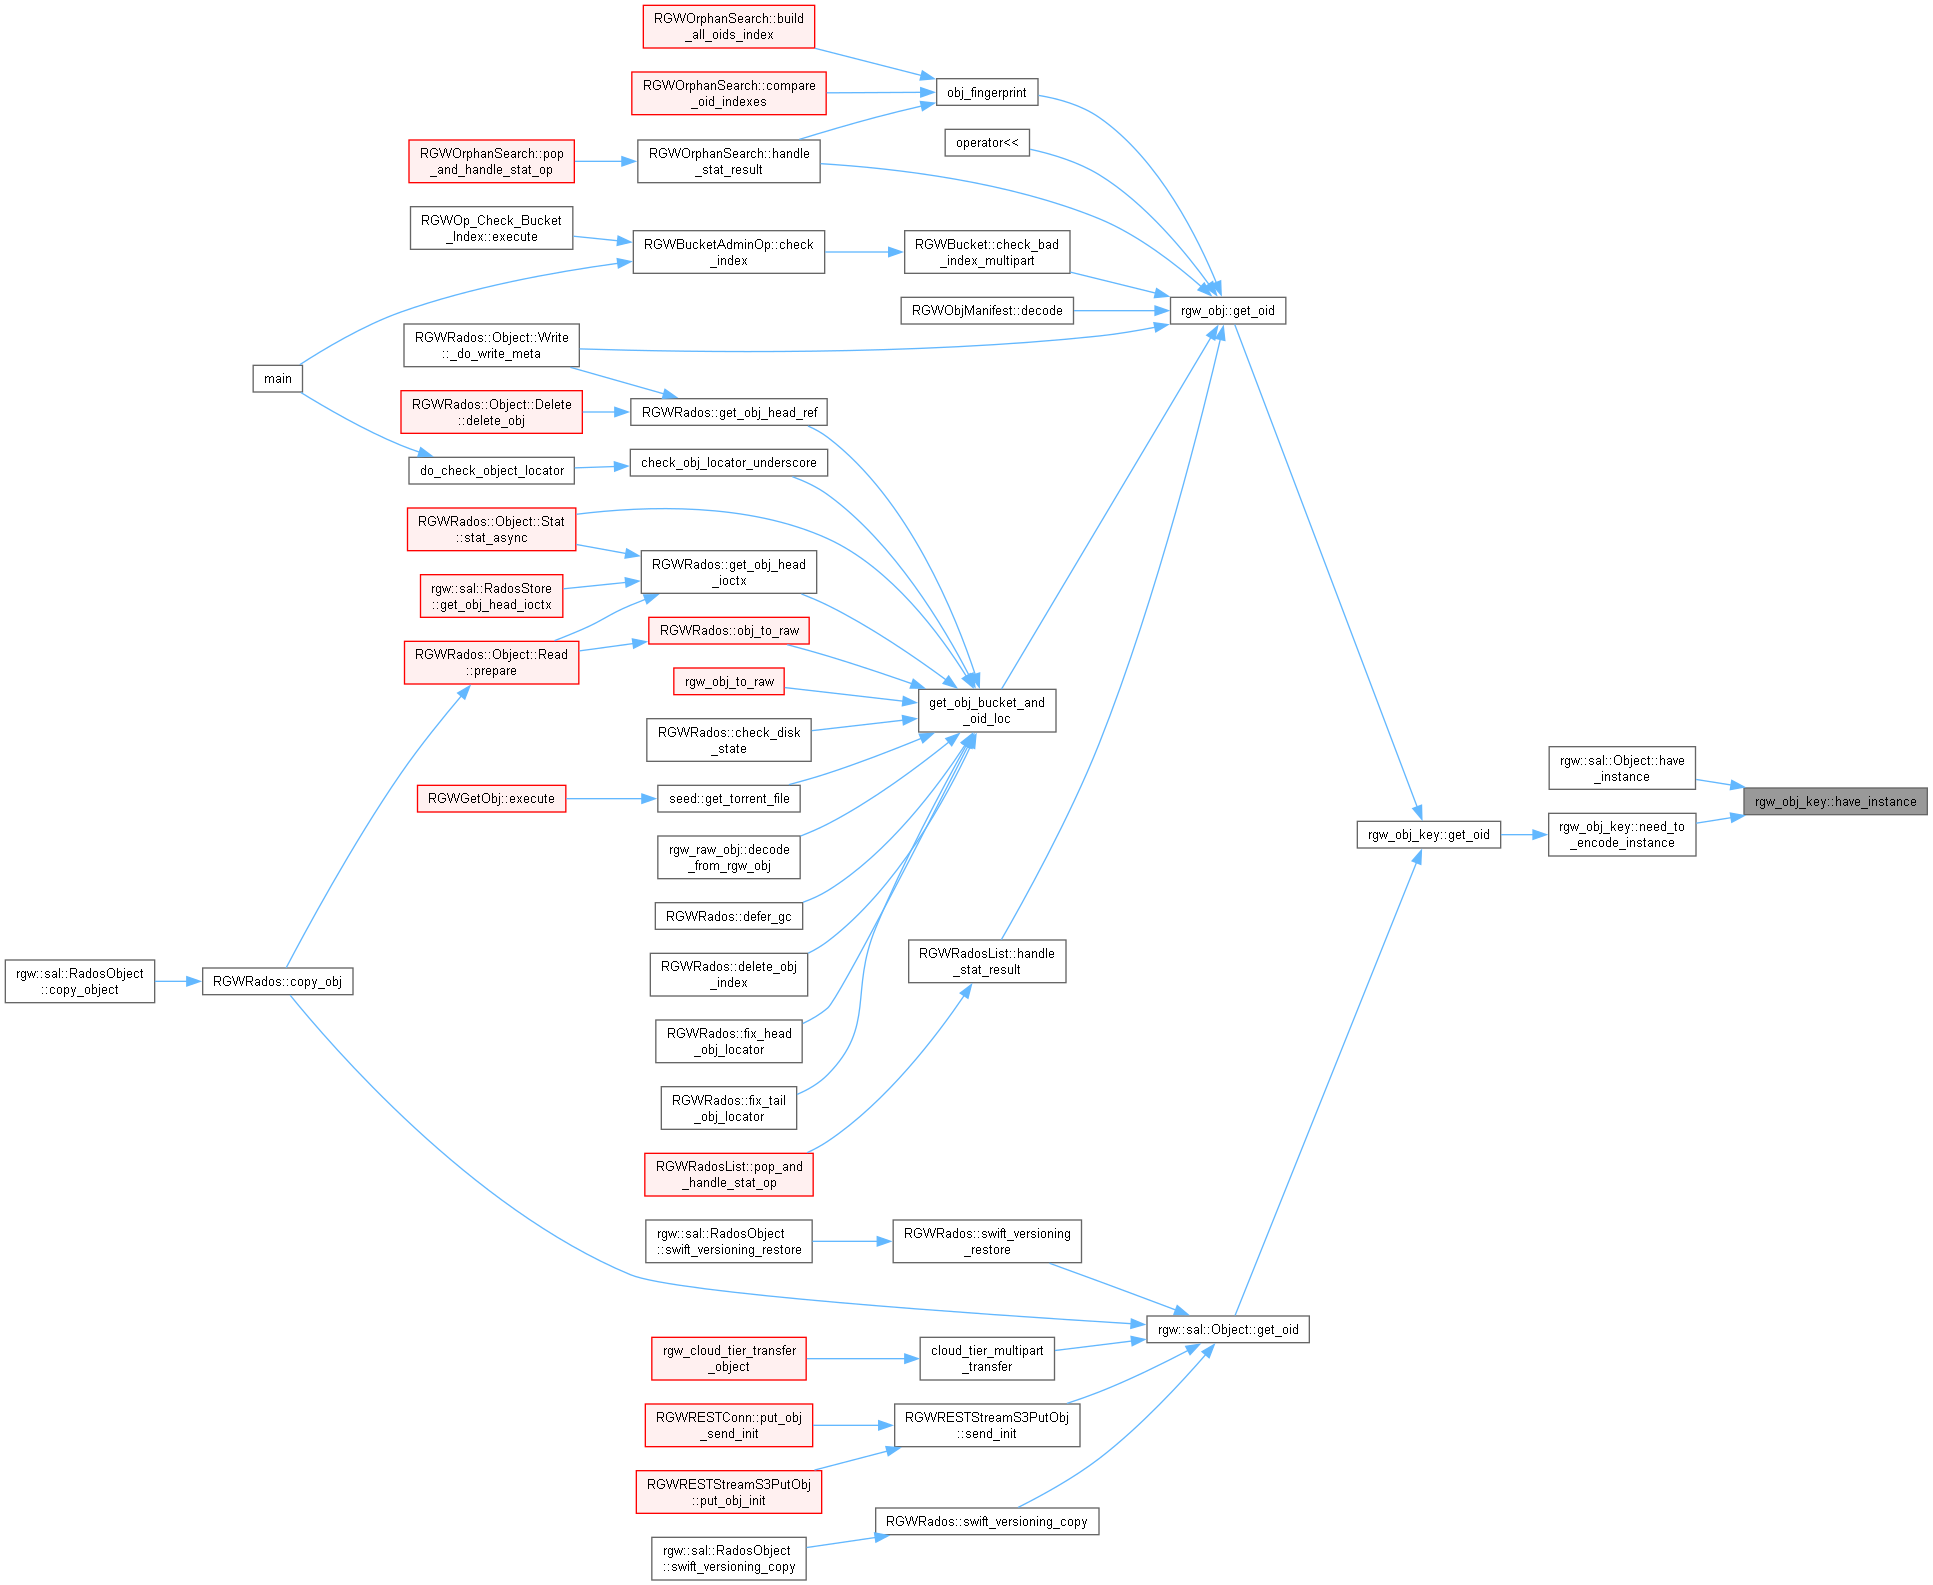 RGWOrphanSearch::build
_all_oids_index
RGWOrphanSearch::compare
_oid_indexes
obj_fingerprint
operator<<
RGWOrphanSearch::pop
_and_handle_stat_op
RGWOrphanSearch::handle
_stat_result
RGWOp_Check_Bucket
_Index::execute
RGWBucketAdminOp::check
_index
RGWBucket::check_bad
_index_multipart
RGWObjManifest::decode
rgw_obj::get_oid
RGWRados::Object::Write
::_do_write_meta
main
RGWRados::Object::Delete
::delete_obj
RGWRados::get_obj_head_ref
do_check_object_locator
check_obj_locator_underscore
RGWRados::Object::Stat
::stat_async
RGWRados::get_obj_head
_ioctx
rgw::sal::RadosStore
::get_obj_head_ioctx
RGWRados::obj_to_raw
RGWRados::Object::Read
::prepare
rgw_obj_to_raw
get_obj_bucket_and
_oid_loc
RGWRados::check_disk
_state
RGWGetObj::execute
seed::get_torrent_file
rgw::sal::Object::have
_instance
rgw_obj_key::have_instance
rgw_obj_key::get_oid
rgw_obj_key::need_to
_encode_instance
rgw_raw_obj::decode
_from_rgw_obj
RGWRados::defer_gc
RGWRados::delete_obj
_index
RGWRadosList::handle
_stat_result
rgw::sal::RadosObject
::copy_object
RGWRados::copy_obj
RGWRados::fix_head
_obj_locator
RGWRados::fix_tail
_obj_locator
RGWRadosList::pop_and
_handle_stat_op
rgw::sal::RadosObject
::swift_versioning_restore
RGWRados::swift_versioning
_restore
rgw::sal::Object::get_oid
rgw_cloud_tier_transfer
_object
cloud_tier_multipart
_transfer
RGWRESTConn::put_obj
_send_init
RGWRESTStreamS3PutObj
::send_init
RGWRESTStreamS3PutObj
::put_obj_init
RGWRados::swift_versioning_copy
rgw::sal::RadosObject
::swift_versioning_copy